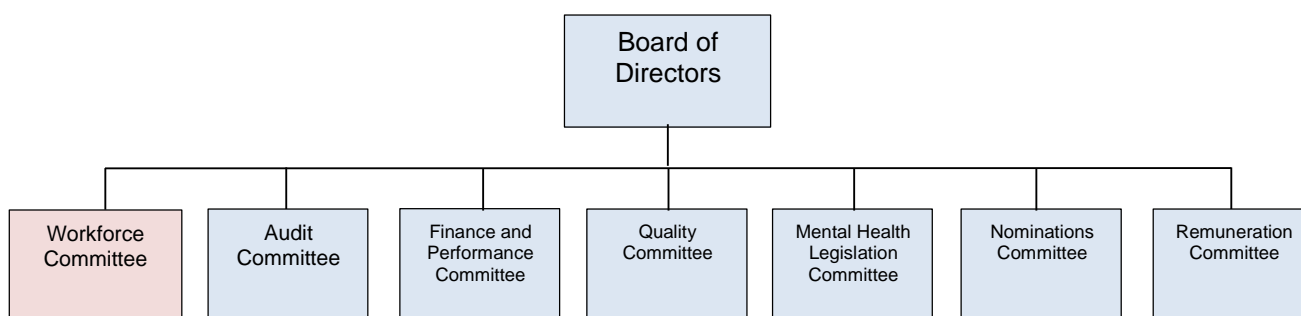 Board of
Directors
Workforce
Committee
Audit
Committee
Finance and
Performance
Committee
Quality
Committee
Mental Health
Legislation
Committee
Nominations
Committee
Remuneration
Committee